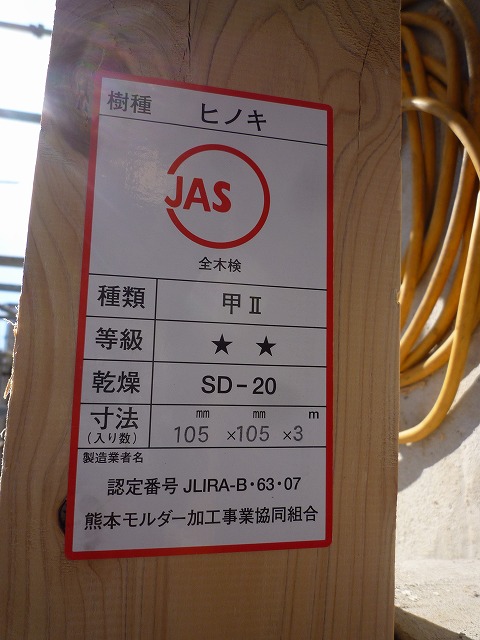 樹種 ヒノキ
JAS
全木検
種類 甲Ⅱ
等級 ★ ★
乾燥 SD-20
寸法 ㎜ ㎜ m
(入り数) 105 ×105 ×3
製造業者名
認定番号 JLIRA-B・63・07
熊本モルダー加工事業協同組合